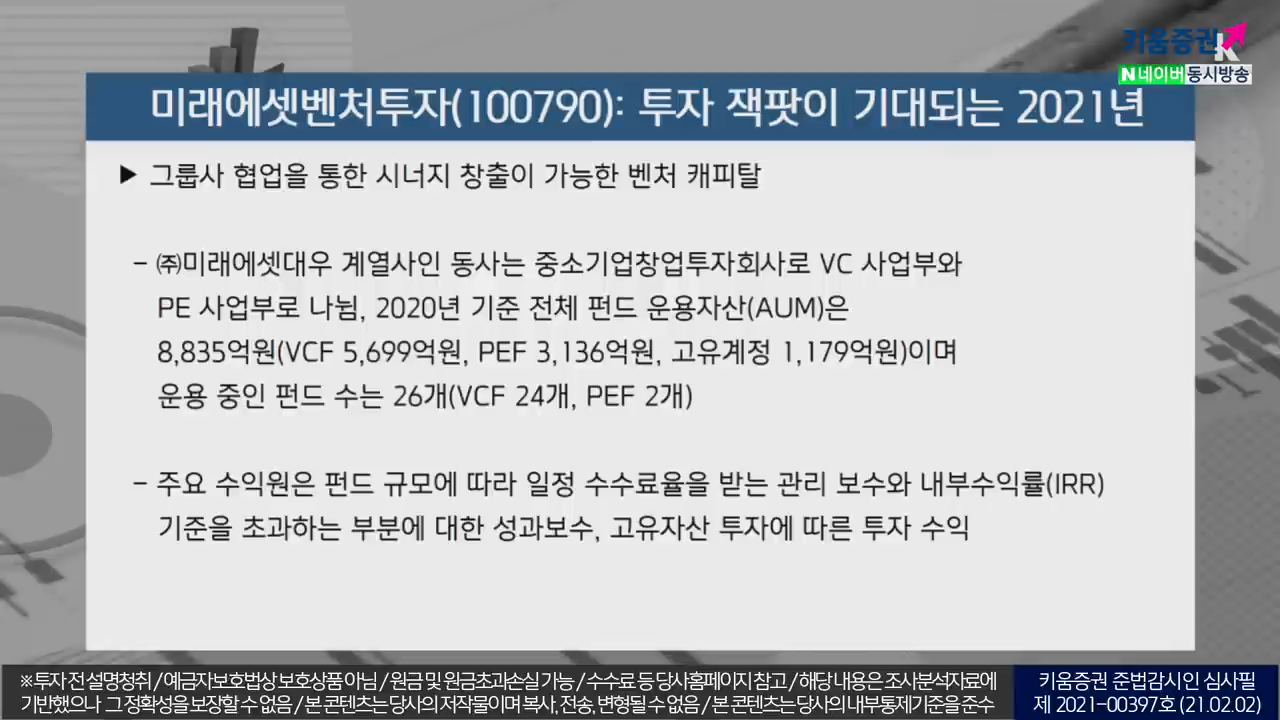 키움증권
N 네이버 동시방송
미래에셋벤처투자(100790): 투자 잭팟이 기대되는 2021년
▶ 그룹사 협업을 통한 시너지 창출이 가능한 벤처 캐피탈
- ㈜미래에셋대우 계열사인 동사는 중소기업창업투자회사로 VC 사업부와
PE 사업부로 나뉨, 2020년 기준 전체 펀드 운용자산(AUM)은
8,835억원(VCF 5,699억원, PEF 3,136억원, 고유계정 1,179억원)이며
운용 중인 펀드 수는 26개(VCF 24개, PEF 2개)
- 주요 수익원은 펀드 규모에 따라 일정 수수료율을 받는 관리 보수와 내부수익률(IRR)
기준을 초과하는 부분에 대한 성과보수, 고유자산 투자에 따른 투자 수익
※ 투자 전 설명청취 / 예금자보호법상 보호상품 아님 / 원금 및 원금초과손실 가능 / 수수료 등 당사홈페이지 참고 / 해당 내용은 조사분석자료에
기반했으나 그 정확성을 보장할 수 없음 / 본 콘텐츠는 당사의 저작물이며 복사, 전송, 변형될 수 없음 / 본 콘텐츠는 당사의 내부통제기준을 준수
키움증권 준법감시인 심사필
제 2021-00397호 (21.02.02)